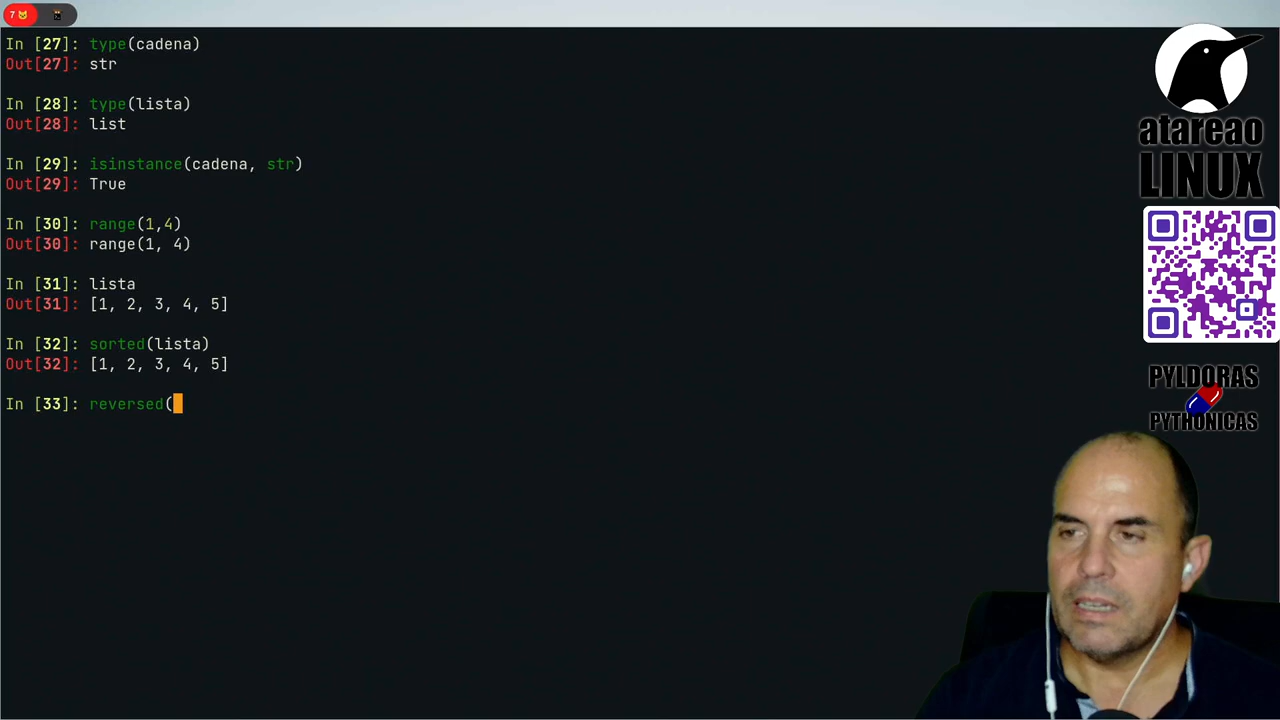 7
In [27]: type(cadena)
Out[27]: str
In [28]: type(lista)
Out[28]: list
In [29]: isinstance(cadena, str)
Out[29]: True
In [30]: range(1,4)
Out[30]: range(1, 4)
In [31]: lista
Out[31]: [1, 2, 3, 4, 5]
In [32]: sorted(lista)
Out[32]: [1, 2, 3, 4, 5]
In [33]: reversed(
atareao
LINUX
PYLDORAS
PYTHONICAS